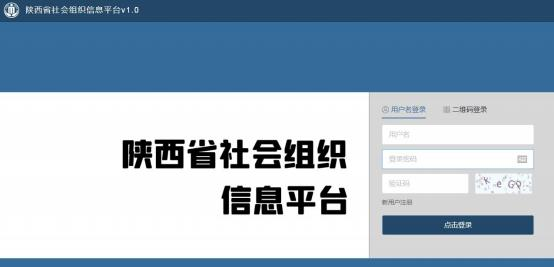 陕西省社会组织信息平台v1.0
用户名登录 二维码登录
陕西省社会组织
信息平台
用户名
登录密码
验证码
新用户注册
点击登录